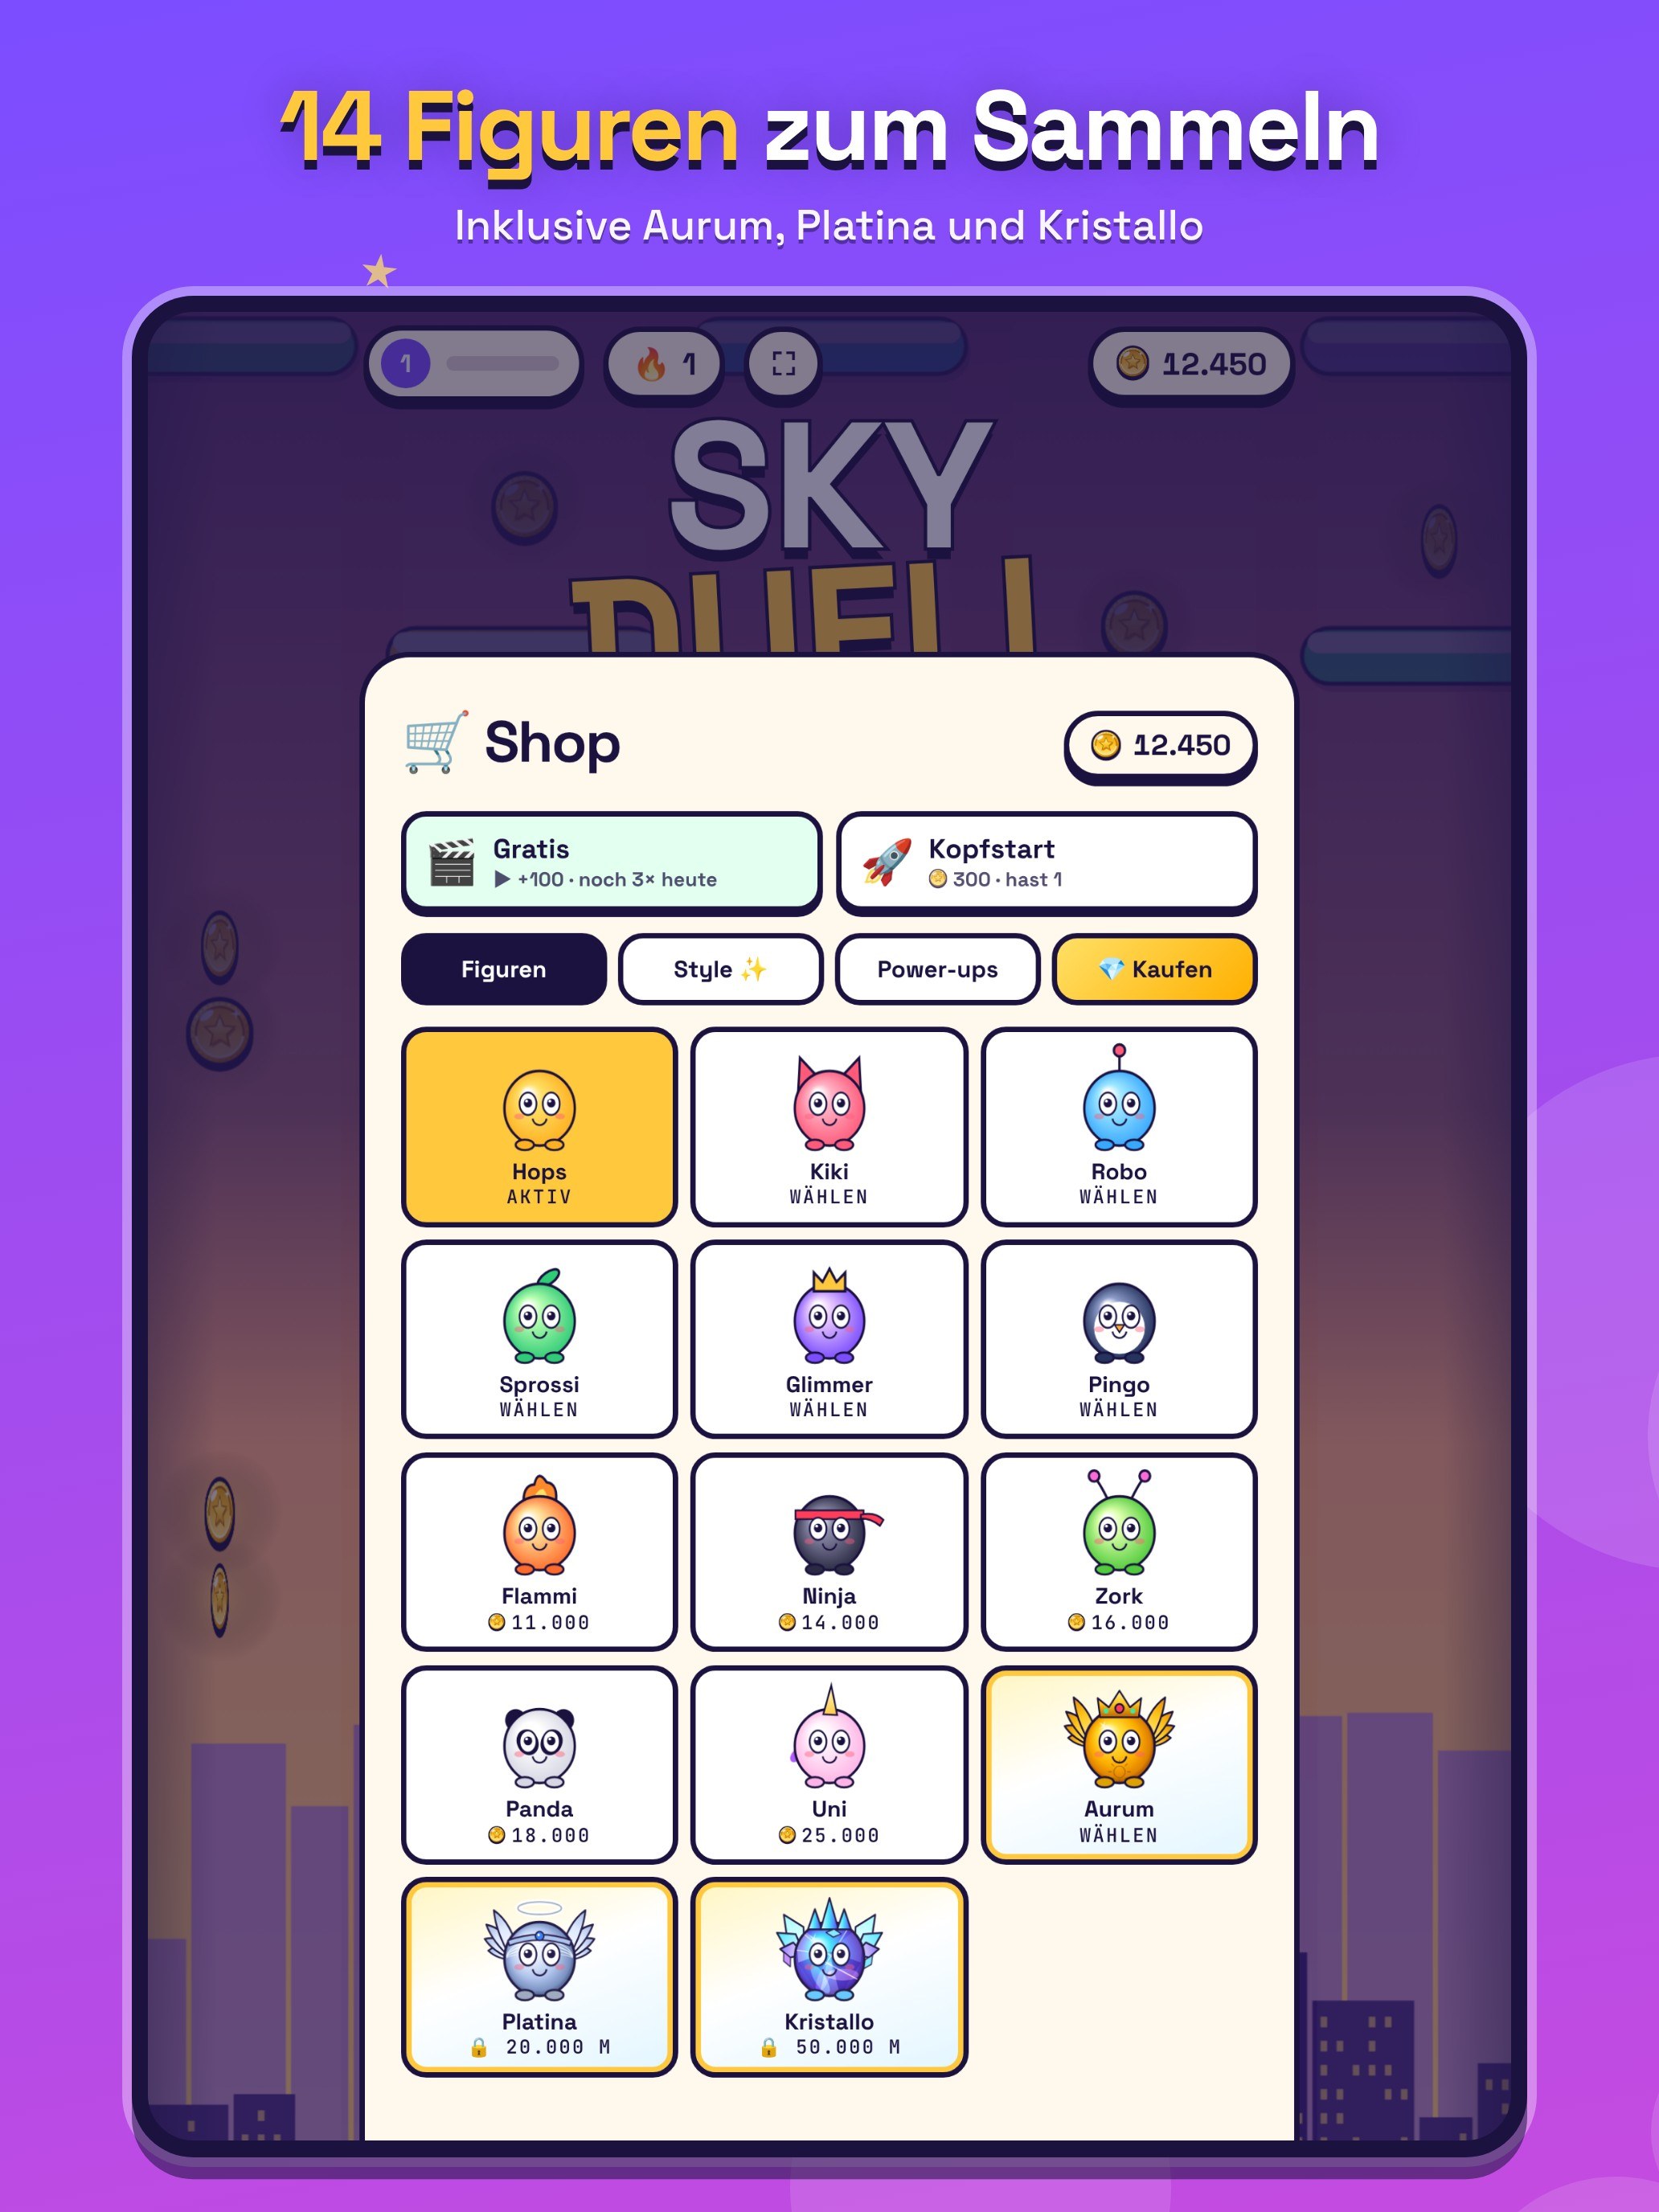 14 Figuren zum Sammeln
Inklusive Aurum, Platina und Kristallo
1 🔥 1 12.450
SKY
DUELL
🛒 Shop 12.450
Gratis
▶ +100 · noch 3× heute
Kopfstart
300 · hast 1
Figuren Style ✨ Power-ups 💎 Kaufen
Hops Kiki Robo
AKTIV WÄHLEN WÄHLEN
Sprossi Glimmer Pingo
WÄHLEN WÄHLEN WÄHLEN
Flammi Ninja Zork
11.000 14.000 16.000
Panda Uni Aurum
18.000 25.000 WÄHLEN
Platina Kristallo
🔒 20.000 M 🔒 50.000 M